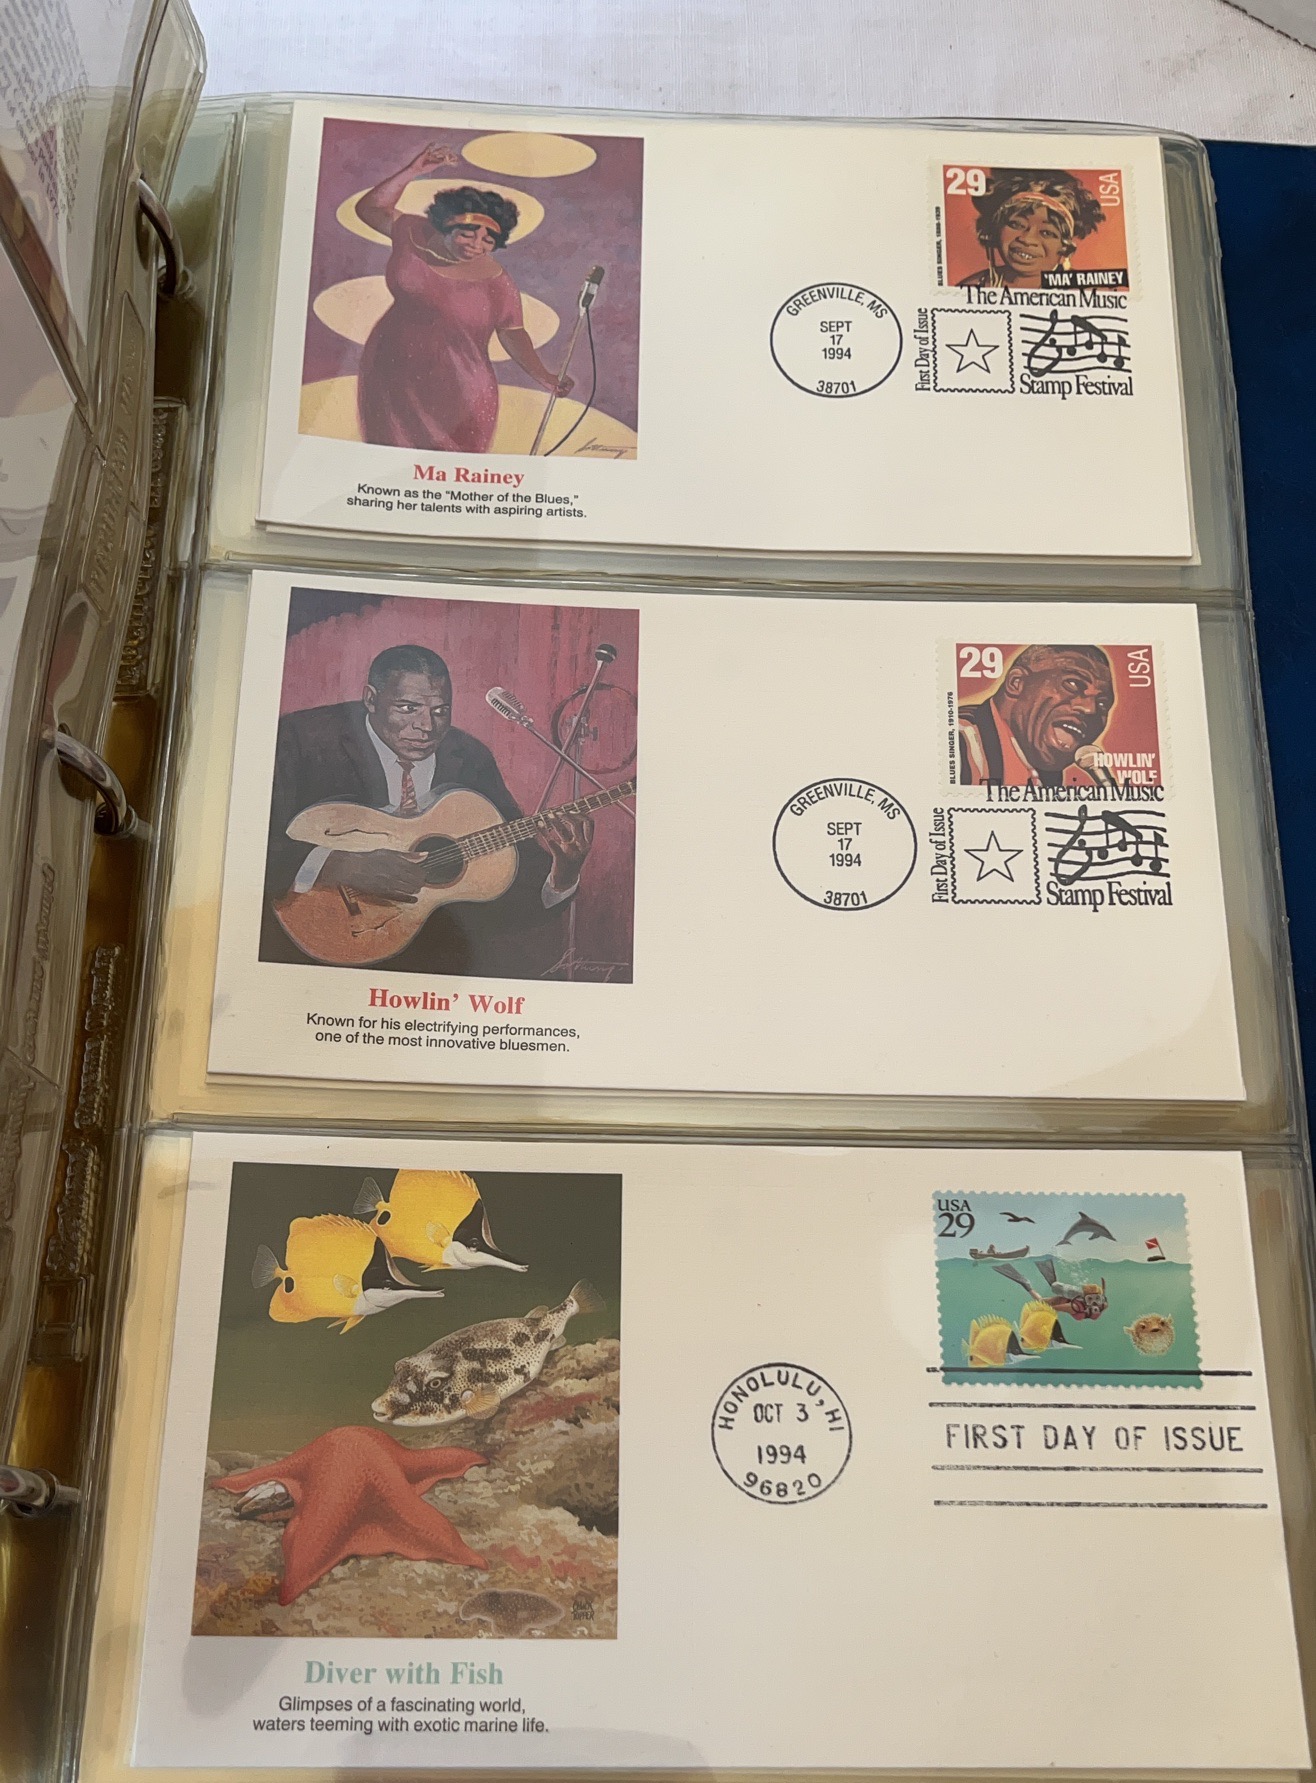 29
USA
BLUES SINGER, 1886-1939
'MA' RAINEY
GREENVILLE, MS
SEPT
17
1994
38701
First Day of Issue
The American Music
Stamp Festival
Ma Rainey
Known as the "Mother of the Blues,"
sharing her talents with aspiring artists.
29
USA
BLUES SINGER, 1910-1976
HOWLIN'
WOLF
GREENVILLE, MS
SEPT
17
1994
38701
First Day of Issue
The American Music
Stamp Festival
Howlin' Wolf
Known for his electrifying performances,
one of the most innovative bluesmen.
USA
29
HONOLULU, HI
OCT 3
1994
96820
FIRST DAY OF ISSUE
CHUCK
RIPPER
Diver with Fish
Glimpses of a fascinating world,
waters teeming with exotic marine life.